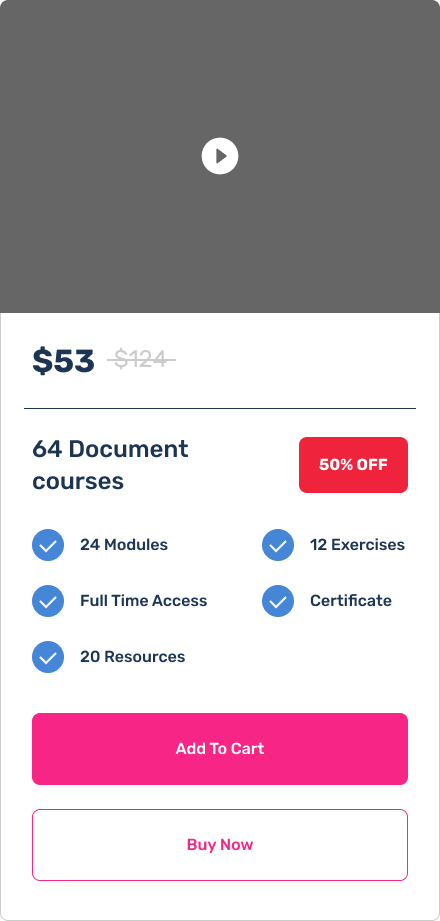 $53 $124
64 Document
courses
50% OFF
24 Modules
12 Exercises
Full Time Access
Certificate
20 Resources
Add To Cart
Buy Now